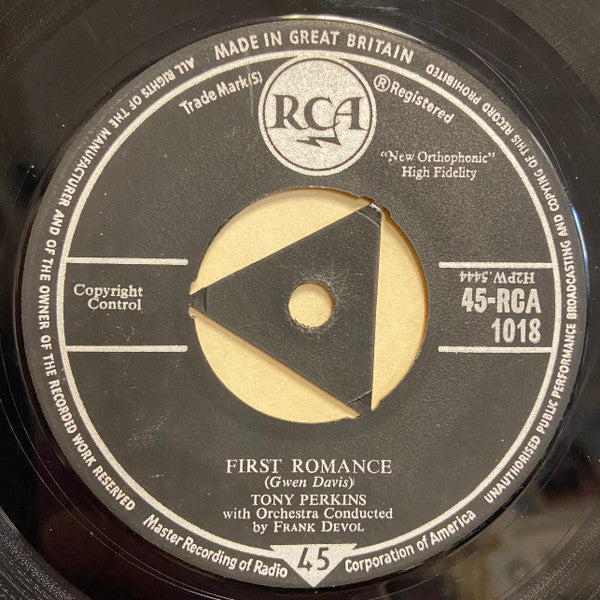 MADE IN GREAT BRITAIN
ALL RIGHTS OF THE MANUFACTURER AND OF THE OWNER OF THE RECORDED WORK RESERVED
UNAUTHORISED PUBLIC PERFORMANCE BROADCASTING AND COPYING OF THIS RECORD PROHIBITED
Trade Mark(s)
RCA
® Registered
"New Orthophonic"
High Fidelity
Copyright
Control
H2PW.5444
45-RCA
1018
FIRST ROMANCE
(Gwen Davis)
TONY PERKINS
with Orchestra Conducted
by FRANK DEVOL
Master Recording of Radio
45
Corporation of America